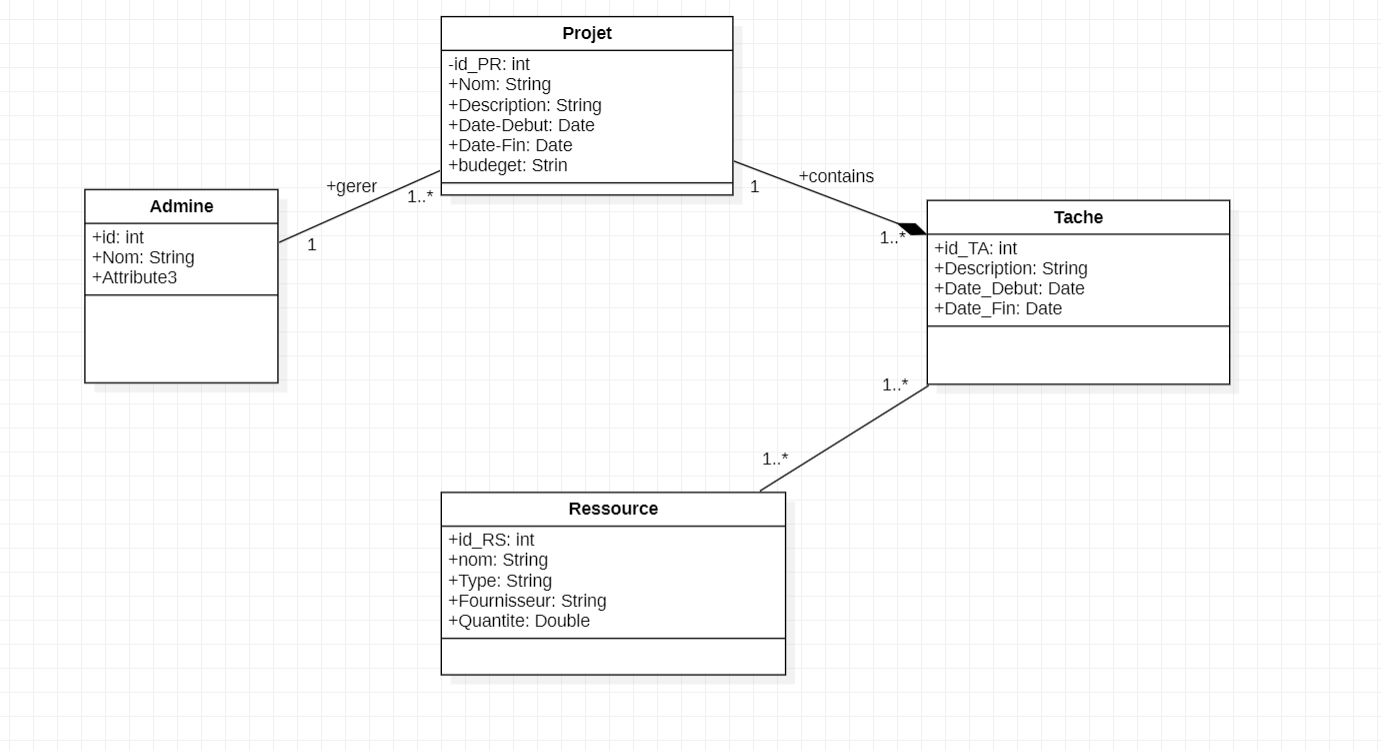 Projet
-id_PR: int
+Nom: String
+Description: String
+Date-Debut: Date
+Date-Fin: Date
+budeget: Strin
+gerer
1..*
1
Admine
+id: int
+Nom: String
+Attribute3
+contains
1
1..*
Tache
+id_TA: int
+Description: String
+Date_Debut: Date
+Date_Fin: Date
1..*
1..*
Ressource
+id_RS: int
+nom: String
+Type: String
+Fournisseur: String
+Quantite: Double